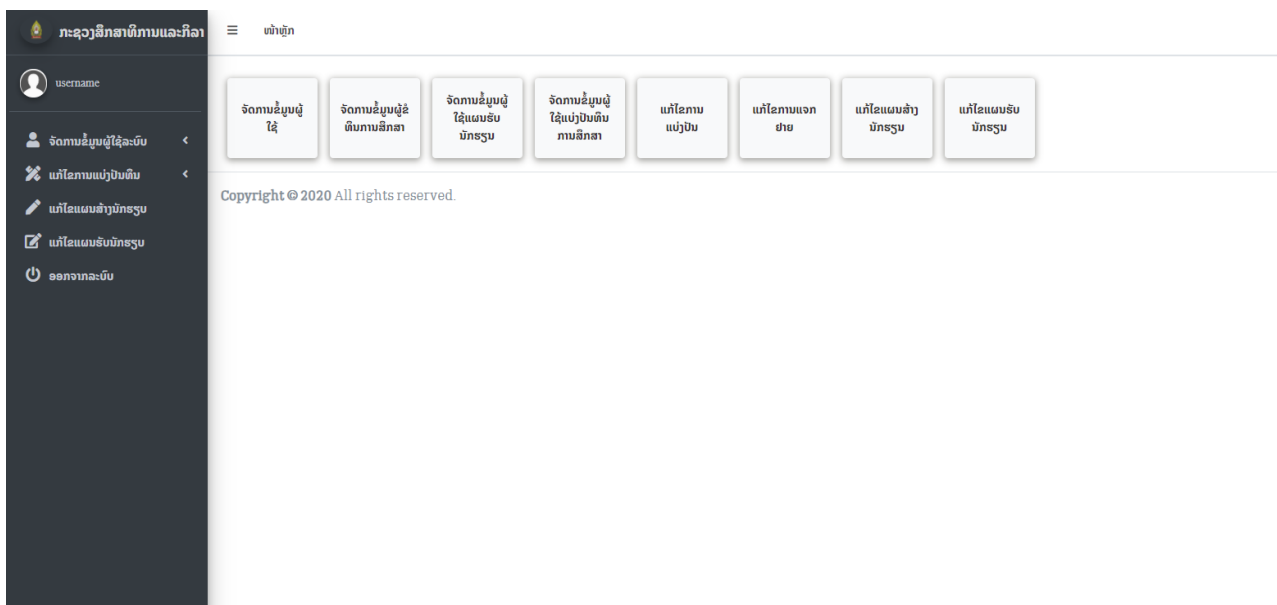 ກະຊວງສຶກສາທິການແລະກິລາ
ໜ້າຫຼັກ
username
ຈັດການຂໍ້ມູນຜູ້ໃຊ້ລະບົບ
ແກ້ໄຂການແບ່ງປັນທຶນ
ແກ້ໄຂແຜນສ້າງນັກຮຽນ
ແກ້ໄຂແຜນຮັບນັກຮຽນ
ອອກຈາກລະບົບ
ຈັດການຂໍ້ມູນຜູ້
ໃຊ້
ຈັດການຂໍ້ມູນຜູ້ຂໍ
ທຶນການສຶກສາ
ຈັດການຂໍ້ມູນຜູ້
ໃຊ້ແຜນຮັບ
ນັກຮຽນ
ຈັດການຂໍ້ມູນຜູ້
ໃຊ້ແບ່ງປັນທຶນ
ການສຶກສາ
ແກ້ໄຂການ
ແບ່ງປັນ
ແກ້ໄຂການແຈກ
ຢາຍ
ແກ້ໄຂແຜນສ້າງ
ນັກຮຽນ
ແກ້ໄຂແຜນຮັບ
ນັກຮຽນ
Copyright © 2020 All rights reserved.